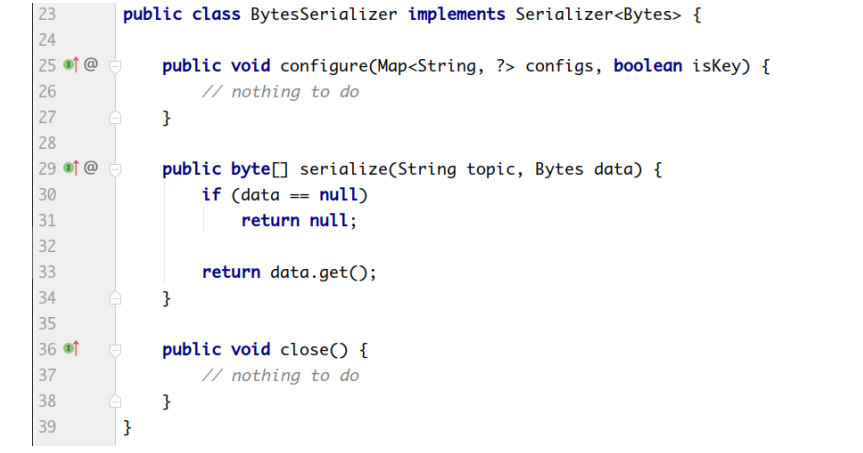 23 public class BytesSerializer implements Serializer<Bytes> {
24
25 @ public void configure(Map<String, ?> configs, boolean isKey) {
26 // nothing to do
27 }
28
29 @ public byte[] serialize(String topic, Bytes data) {
30 if (data == null)
31 return null;
32
33 return data.get();
34 }
35
36 public void close() {
37 // nothing to do
38 }
39 }